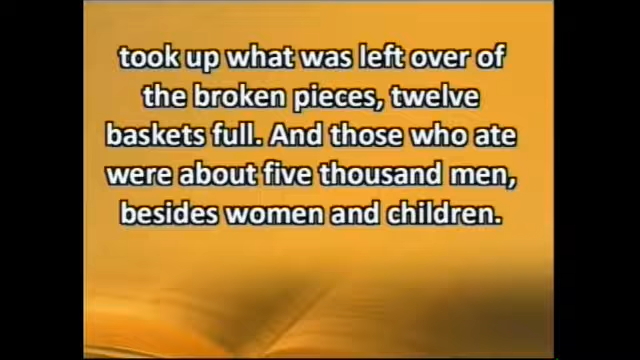 took up what was left over of
the broken pieces, twelve
baskets full. And those who ate
were about five thousand men,
besides women and children.